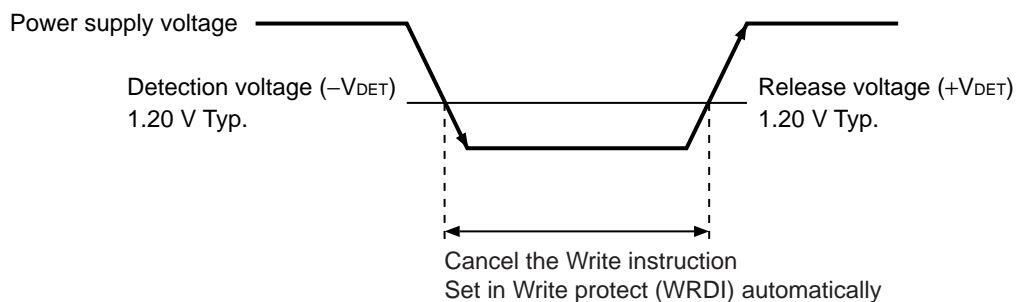 Power supply voltage
Detection voltage (−VDET)
1.20 V Typ.
Release voltage (+VDET)
1.20 V Typ.
Cancel the Write instruction
Set in Write protect (WRDI) automatically